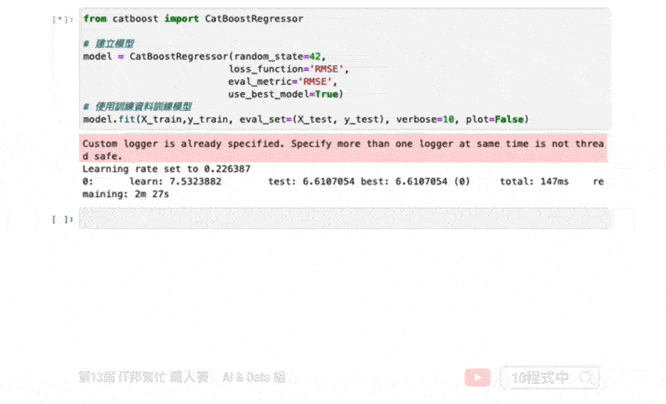 [*]:
from catboost import CatBoostRegressor
# 建立模型
model = CatBoostRegressor(random_state=42,
loss_function='RMSE',
eval_metric='RMSE',
use_best_model=True)
# 使用訓練資料訓練模型
model.fit(X_train,y_train, eval_set=(X_test, y_test), verbose=10, plot=False)
Custom logger is already specified. Specify more than one logger at same time is not threa
d safe.
Learning rate set to 0.226387
0: learn: 7.5323882 test: 6.6107054 best: 6.6107054 (0) total: 147ms re
maining: 2m 27s
[ ]:
第13屆 iT邦幫忙 鐵人賽 AI & Data 組
10程式中